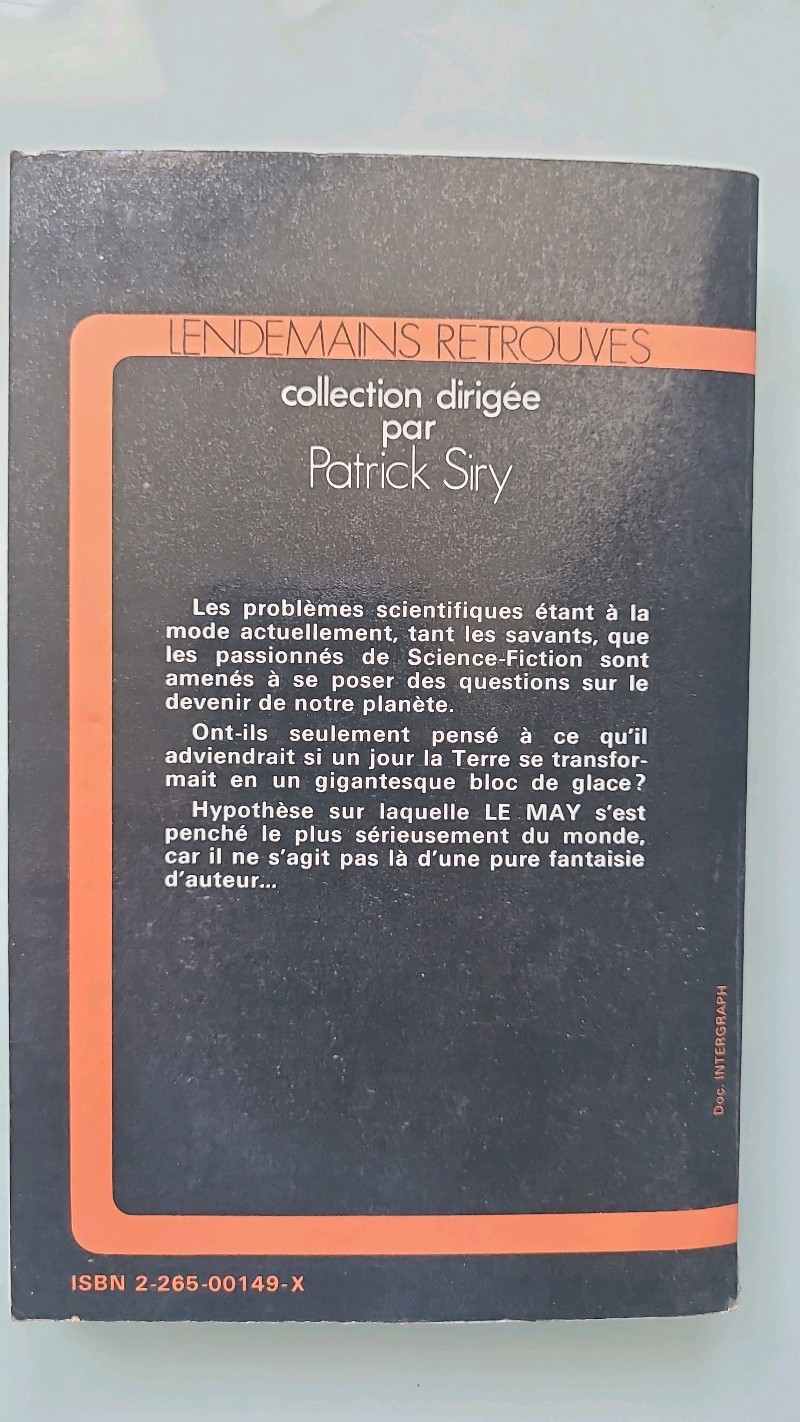 LENDEMAINS RETROUVES
collection dirigée
par
Patrick Siry
Les problèmes scientifiques étant à la
mode actuellement, tant les savants, que
les passionnés de Science-Fiction sont
amenés à se poser des questions sur le
devenir de notre planète.
Ont-ils seulement pensé à ce qu'il
adviendrait si un jour la Terre se transfor-
mait en un gigantesque bloc de glace?
Hypothèse sur laquelle LE MAY s'est
penché le plus sérieusement du monde,
car il ne s'agit pas là d'une pure fantaisie
d'auteur...
Doc. INTERGRAPH
ISBN 2-265-00149-X